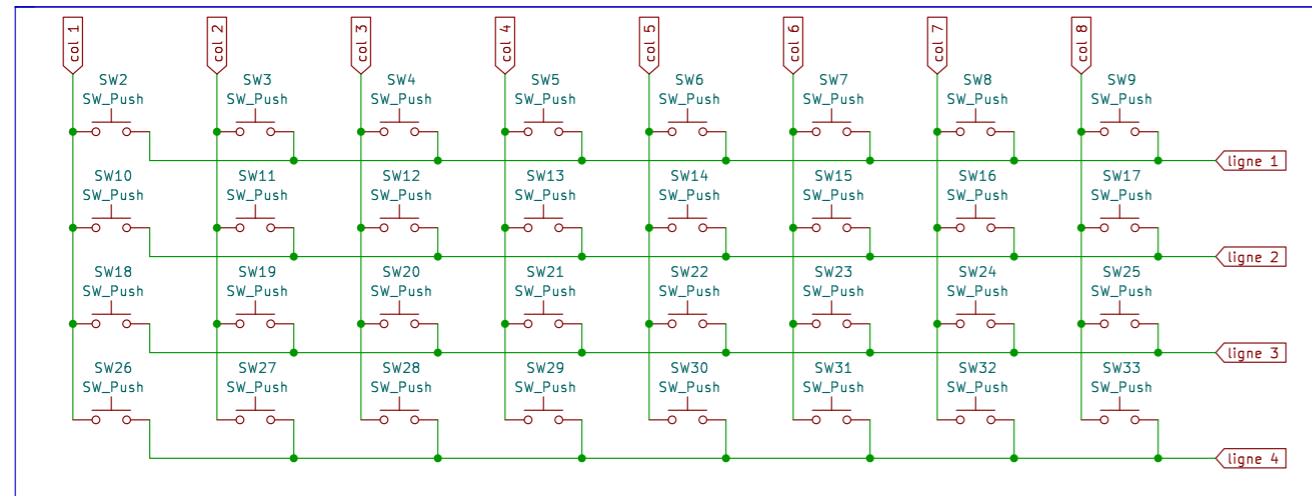 col 1 col 2 col 3 col 4 col 5 col 6 col 7 col 8
SW2 SW3 SW4 SW5 SW6 SW7 SW8 SW9
SW_Push SW_Push SW_Push SW_Push SW_Push SW_Push SW_Push SW_Push
ligne 1
SW10 SW11 SW12 SW13 SW14 SW15 SW16 SW17
SW_Push SW_Push SW_Push SW_Push SW_Push SW_Push SW_Push SW_Push
ligne 2
SW18 SW19 SW20 SW21 SW22 SW23 SW24 SW25
SW_Push SW_Push SW_Push SW_Push SW_Push SW_Push SW_Push SW_Push
ligne 3
SW26 SW27 SW28 SW29 SW30 SW31 SW32 SW33
SW_Push SW_Push SW_Push SW_Push SW_Push SW_Push SW_Push SW_Push
ligne 4